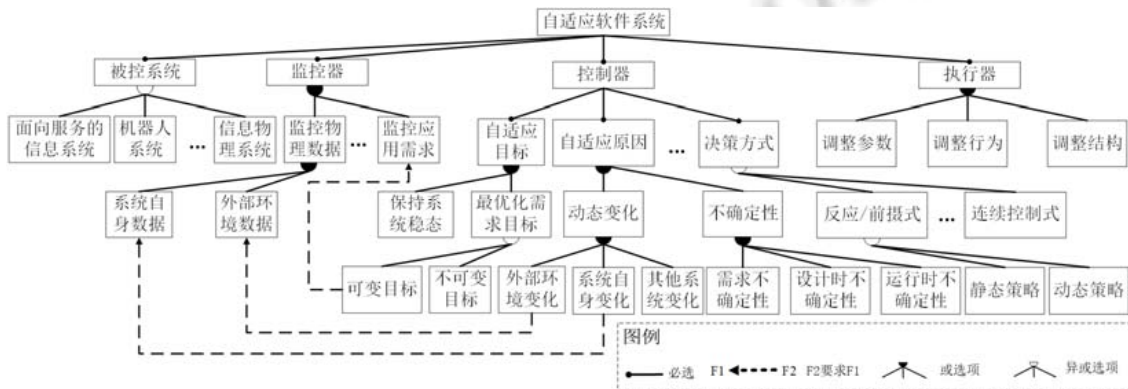 自适应软件系统
被控系统
监控器
控制器
执行器
面向服务的
信息系统
机器人
系统
...
信息物
理系统
监控物
理数据
...
监控应
用需求
自适应
目标
自适应原因
...
决策方式
调整参数
调整行为
调整结构
系统自
身数据
外部环
境数据
保持系
统稳态
最优化需
求目标
动态变化
不确定性
反应/前摄式
...
连续控制式
可变目标
不可变
目标
外部环
境变化
系统自
身变化
其他系
统变化
需求不
确定性
设计时不
确定性
运行时不
确定性
静态策略
动态策略
图例
必选 F1 F2 F2要求F1 或选项 异或选项